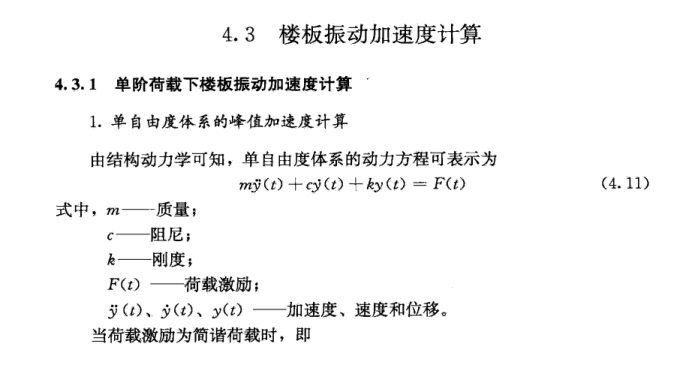 4.3 楼板振动加速度计算
4.3.1 单阶荷载下楼板振动加速度计算
1. 单自由度体系的峰值加速度计算
由结构动力学可知，单自由度体系的动力方程可表示为
mÿ(t)＋cẏ(t)＋ky(t) ＝ F(t) (4.11)
式中，m——质量；
c——阻尼；
k——刚度；
F(t) ——荷载激励；
ÿ(t)、ẏ(t)、y(t) ——加速度、速度和位移。
当荷载激励为简谐荷载时，即